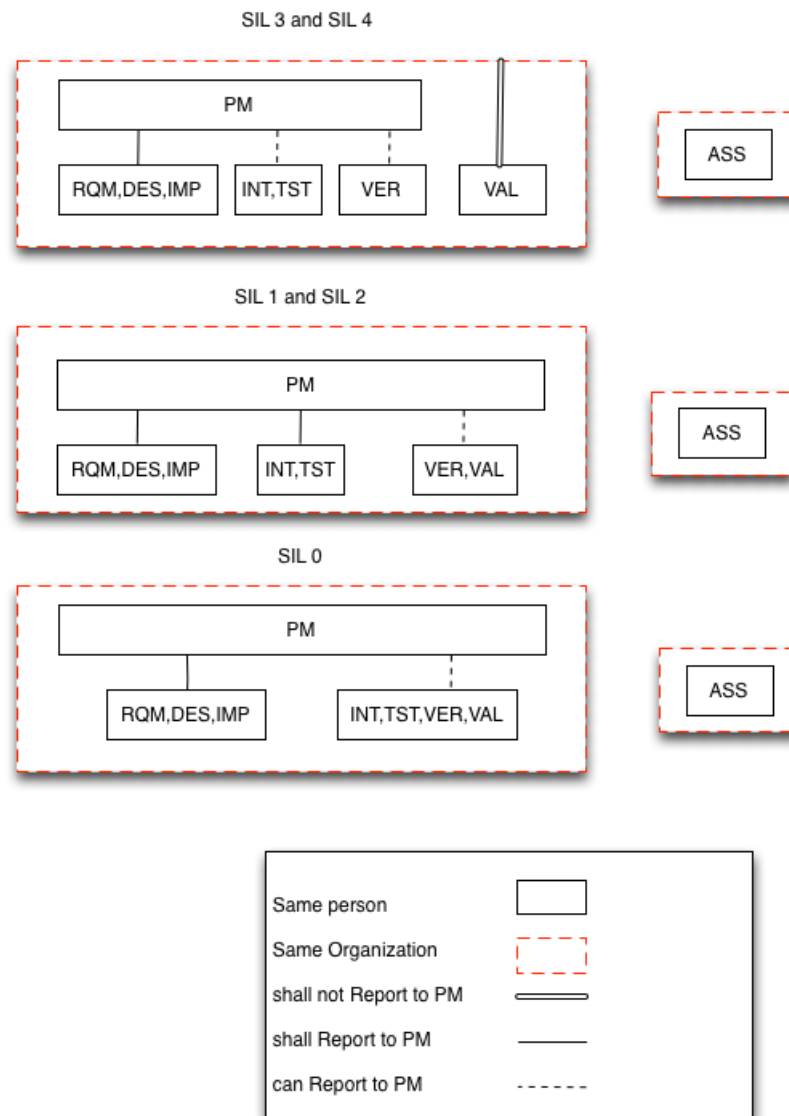 SIL 3 and SIL 4
PM
RQM,DES,IMP
INT,TST
VER
VAL
ASS
SIL 1 and SIL 2
PM
RQM,DES,IMP
INT,TST
VER,VAL
ASS
SIL 0
PM
RQM,DES,IMP
INT,TST,VER,VAL
ASS
Same person
Same Organization
shall not Report to PM
shall Report to PM
can Report to PM